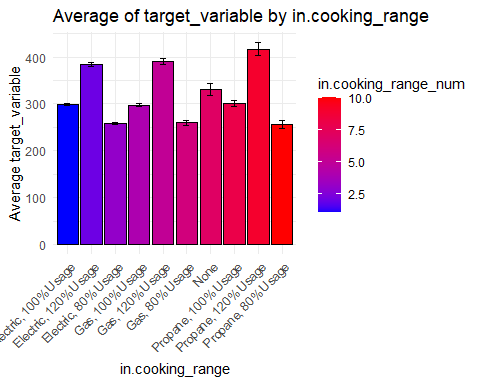 Average of target_variable by in.cooking_range
Average target_variable
400
300
200
100
0
lectric, 100% Usage
Electric, 120% Usage
Electric, 80% Usage
Gas, 100% Usage
Gas, 120% Usage
Gas, 80% Usage
None
Propane, 100% Usage
Propane, 120% Usage
Propane, 80% Usage
in.cooking_range
in.cooking_range_num
10.0
7.5
5.0
2.5